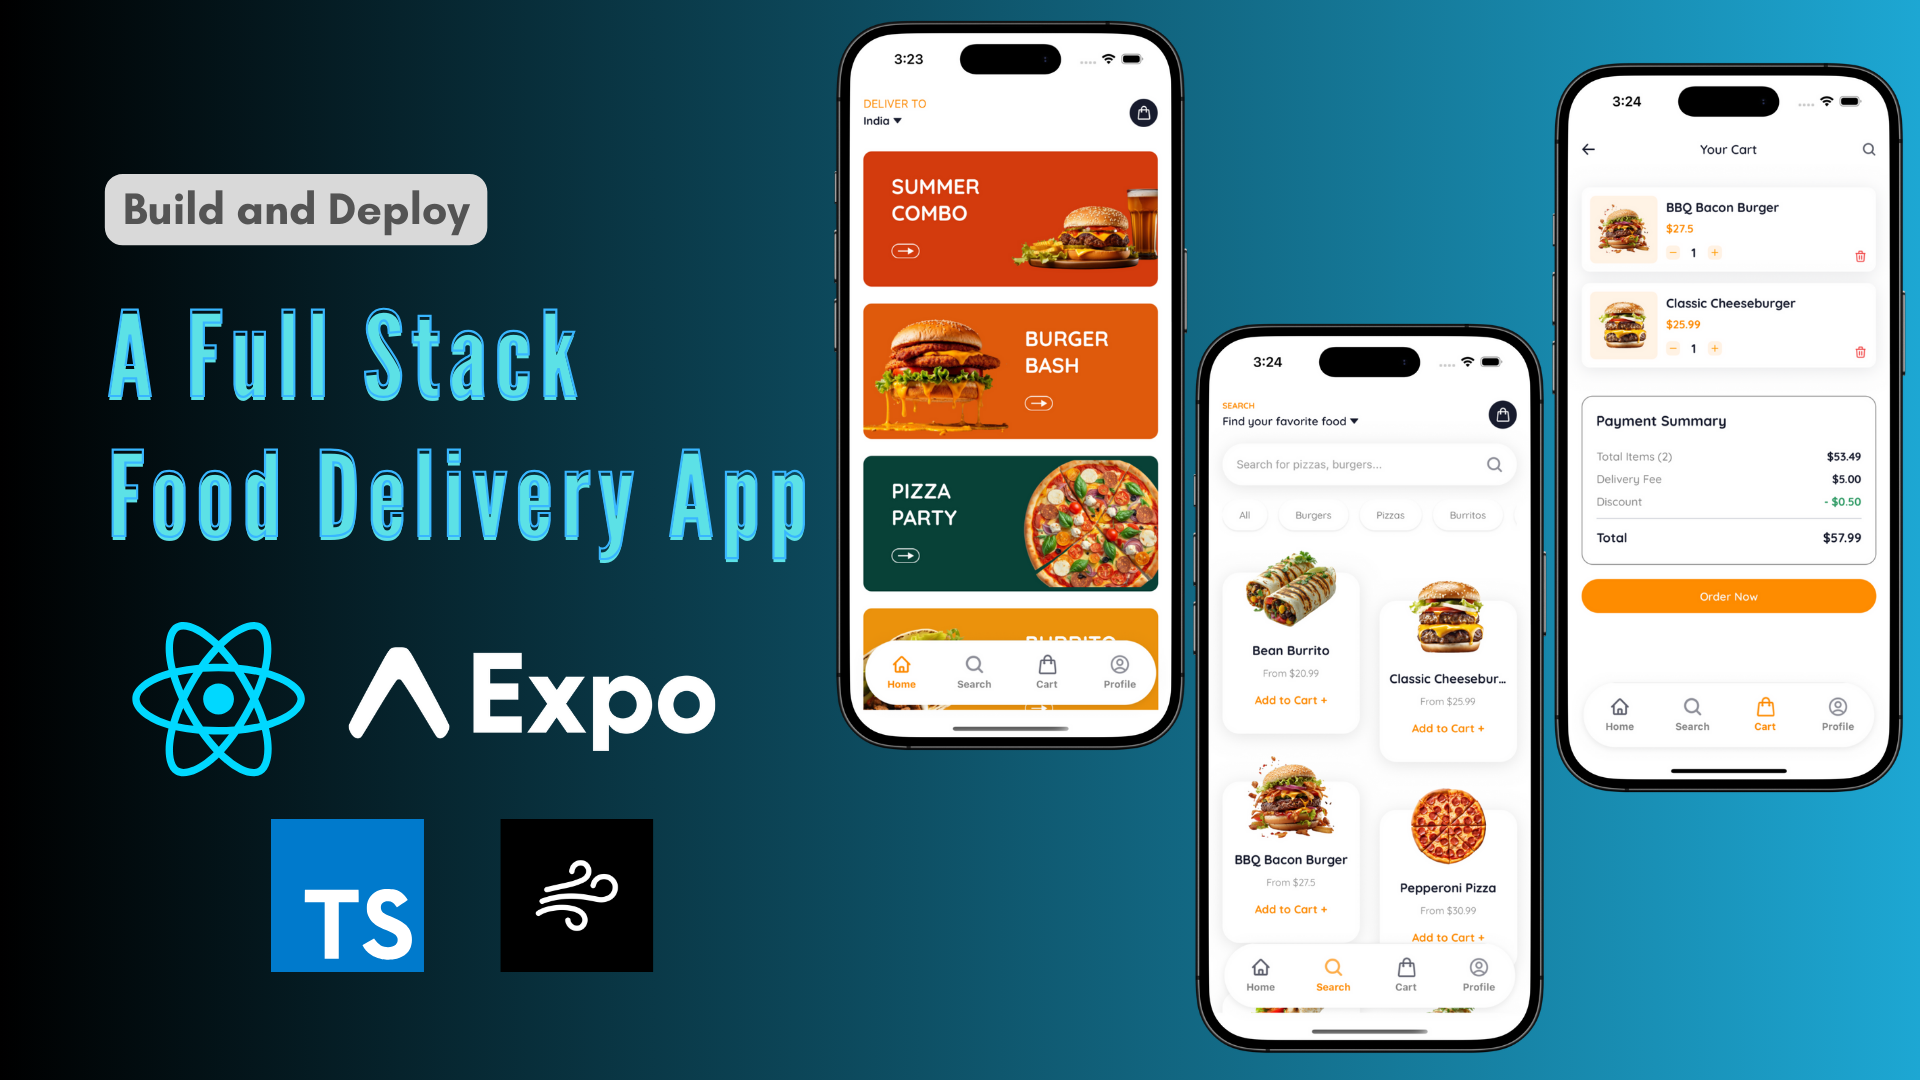 Build and Deploy
A Full Stack
Food Delivery App
Expo
TS
3:23
DELIVER TO
India
SUMMER
COMBO
BURGER
BASH
PIZZA
PARTY
BURRITO
Home Search Cart Profile
3:24
SEARCH
Find your favorite food
Search for pizzas, burgers...
All Burgers Pizzas Burritos
Bean Burrito
From $20.99
Add to Cart +
Classic Cheesebur...
From $25.99
Add to Cart +
BBQ Bacon Burger
From $27.5
Add to Cart +
Pepperoni Pizza
From $30.99
Add to Cart +
Home Search Cart Profile
3:24
Your Cart
BBQ Bacon Burger
$27.5
− 1 +
Classic Cheeseburger
$25.99
− 1 +
Payment Summary
Total Items (2) $53.49
Delivery Fee $5.00
Discount - $0.50
Total $57.99
Order Now
Home Search Cart Profile